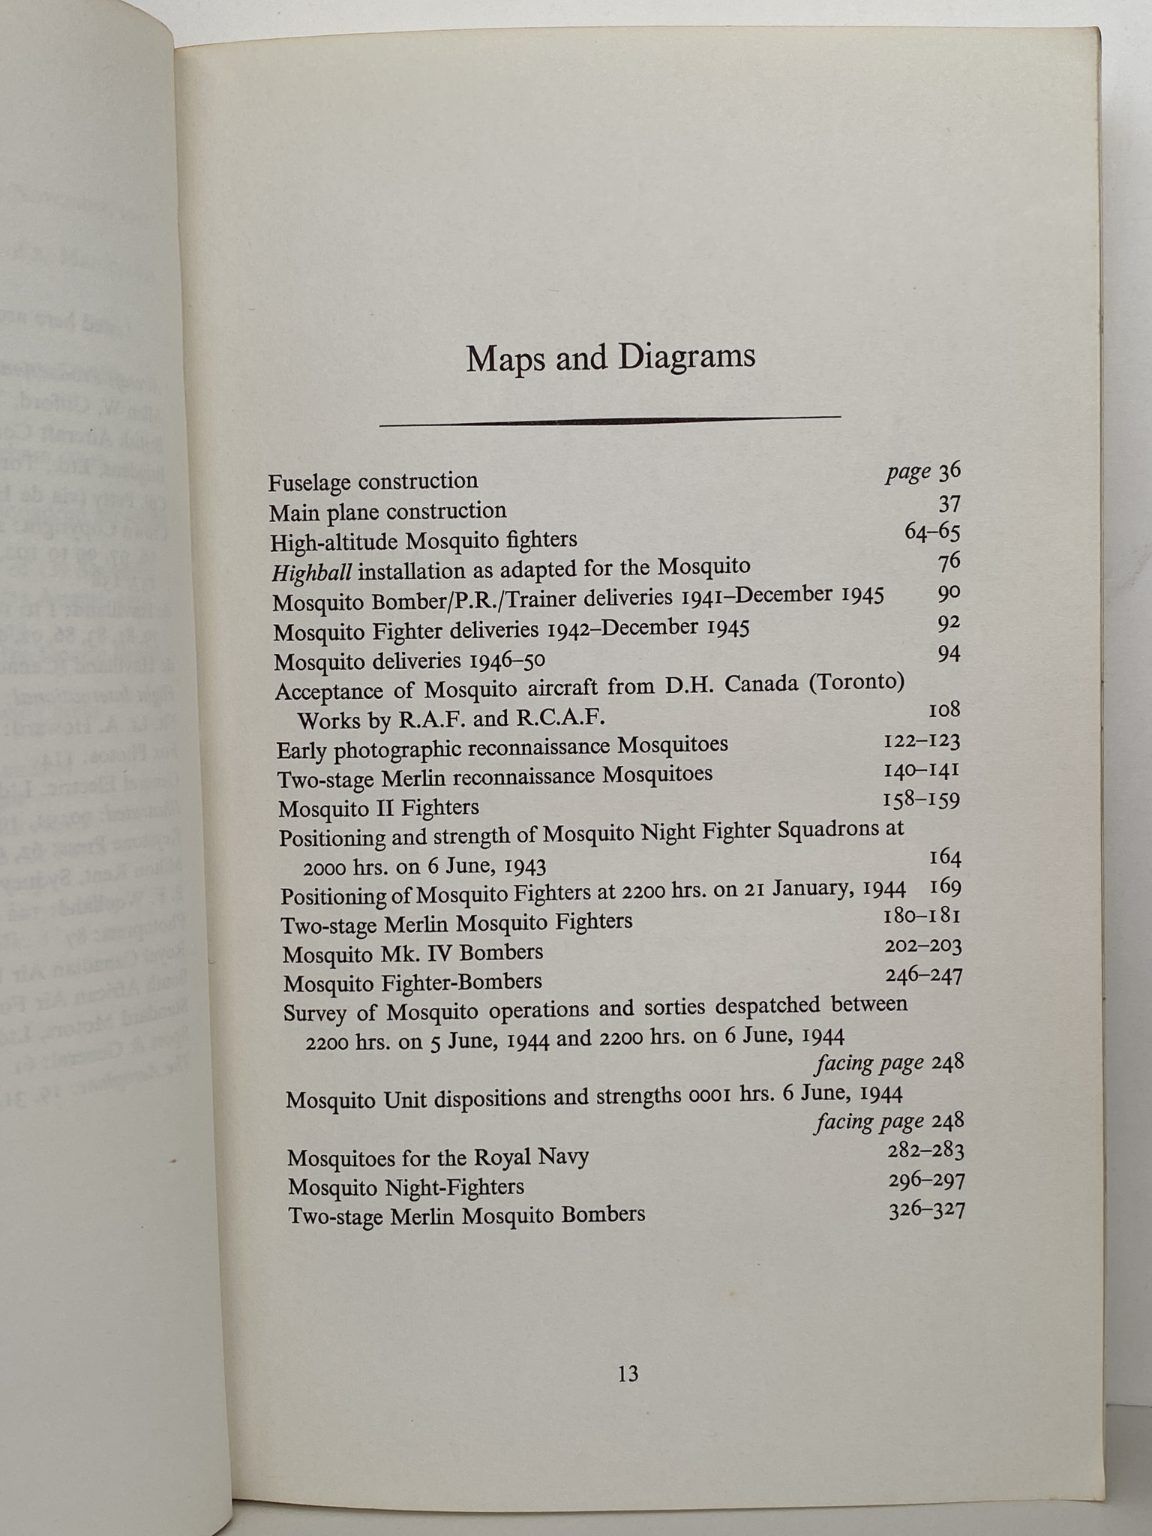 Maps and Diagrams
Fuselage construction page 36
Main plane construction 37
High-altitude Mosquito fighters 64–65
Highball installation as adapted for the Mosquito 76
Mosquito Bomber/P.R./Trainer deliveries 1941–December 1945 90
Mosquito Fighter deliveries 1942–December 1945 92
Mosquito deliveries 1946–50 94
Acceptance of Mosquito aircraft from D.H. Canada (Toronto)
Works by R.A.F. and R.C.A.F. 108
Early photographic reconnaissance Mosquitoes 122–123
Two-stage Merlin reconnaissance Mosquitoes 140–141
Mosquito II Fighters 158–159
Positioning and strength of Mosquito Night Fighter Squadrons at
2000 hrs. on 6 June, 1943 164
Positioning of Mosquito Fighters at 2200 hrs. on 21 January, 1944 169
Two-stage Merlin Mosquito Fighters 180–181
Mosquito Mk. IV Bombers 202–203
Mosquito Fighter-Bombers 246–247
Survey of Mosquito operations and sorties despatched between
2200 hrs. on 5 June, 1944 and 2200 hrs. on 6 June, 1944
facing page 248
Mosquito Unit dispositions and strengths 0001 hrs. 6 June, 1944
facing page 248
Mosquitoes for the Royal Navy 282–283
Mosquito Night-Fighters 296–297
Two-stage Merlin Mosquito Bombers 326–327
13